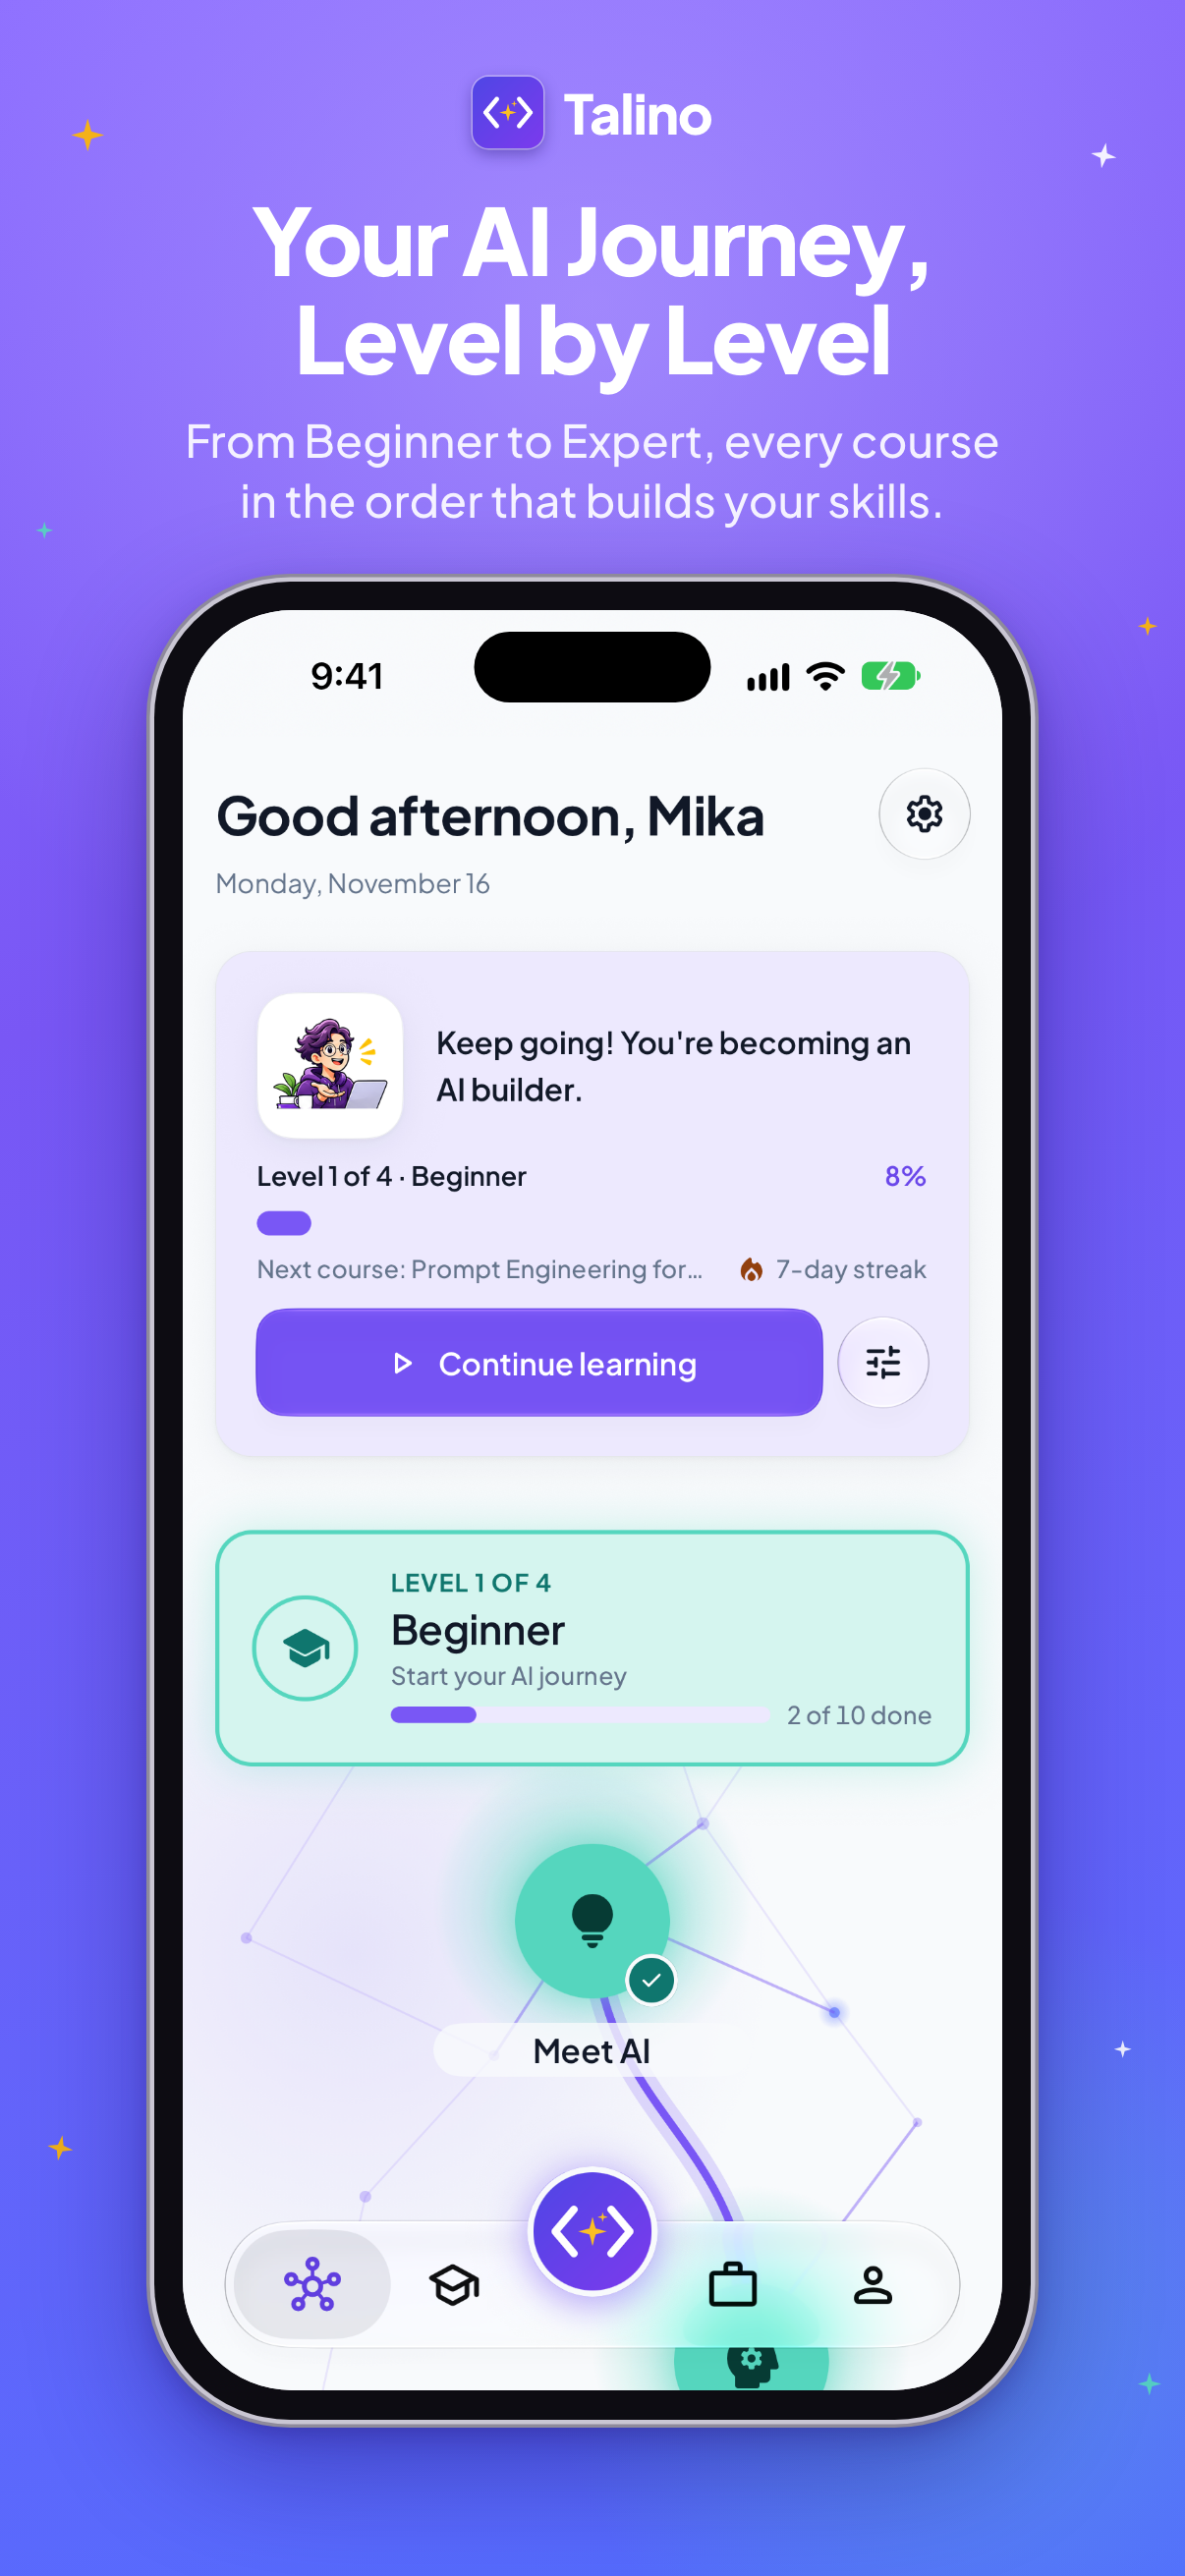 Talino
Your AI Journey,
Level by Level
From Beginner to Expert, every course
in the order that builds your skills.
9:41
Good afternoon, Mika
Monday, November 16
Keep going! You're becoming an
AI builder.
Level 1 of 4 · Beginner 8%
Next course: Prompt Engineering for... 7-day streak
Continue learning
LEVEL 1 OF 4
Beginner
Start your AI journey
2 of 10 done
Meet AI